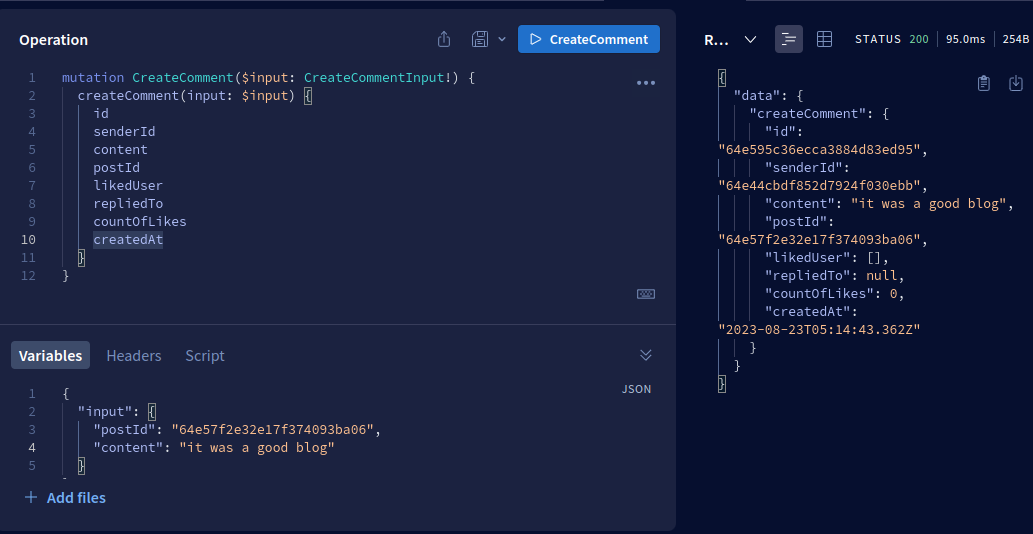 Operation
CreateComment
1 mutation CreateComment($input: CreateCommentInput!) {
2 createComment(input: $input) {
3 id
4 senderId
5 content
6 postId
7 likedUser
8 repliedTo
9 countOfLikes
10 createdAt
11 }
12 }
Variables Headers Script
JSON
1 {
2 "input": {
3 "postId": "64e57f2e32e17f374093ba06",
4 "content": "it was a good blog"
5 }
+ Add files
R... STATUS 200 95.0ms 254B
{
"data": {
"createComment": {
"id":
"64e595c36ecca3884d83ed95",
"senderId":
"64e44cbdf852d7924f030ebb",
"content": "it was a good blog",
"postId":
"64e57f2e32e17f374093ba06",
"likedUser": [],
"repliedTo": null,
"countOfLikes": 0,
"createdAt":
"2023-08-23T05:14:43.362Z"
}
}
}